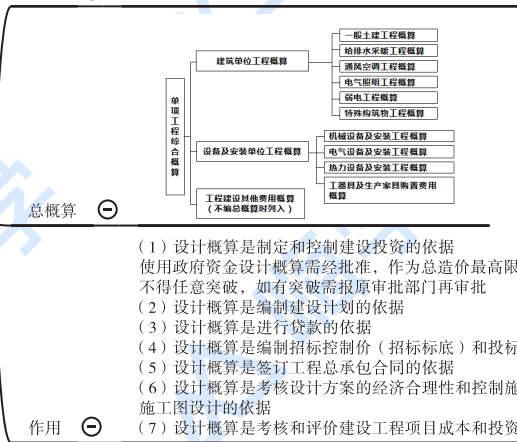 一般土建工程概算
给排水采暖工程概算
建筑单位工程概算
通风空调工程概算
电气照明工程概算
弱电工程概算
特殊构筑物工程概算
单项工程综合概算
机械设备及安装工程概算
设备及安装单位工程概算
电气设备及安装工程概算
热力设备及安装工程概算
工器具及生产家具购置费用
概算
工程建设其他费用概算
（不编总概算时列入）
总概算
（1）设计概算是制定和控制建设投资的依据
使用政府资金设计概算需经批准，作为总造价最高限
不得任意突破，如有突破需报原审批部门再审批
（2）设计概算是编制建设计划的依据
（3）设计概算是进行贷款的依据
（4）设计概算是编制招标控制价（招标标底）和投标
（5）设计概算是签订工程总承包合同的依据
（6）设计概算是考核设计方案的经济合理性和控制施
施工图设计的依据
作用
（7）设计概算是考核和评价建设工程项目成本和投资